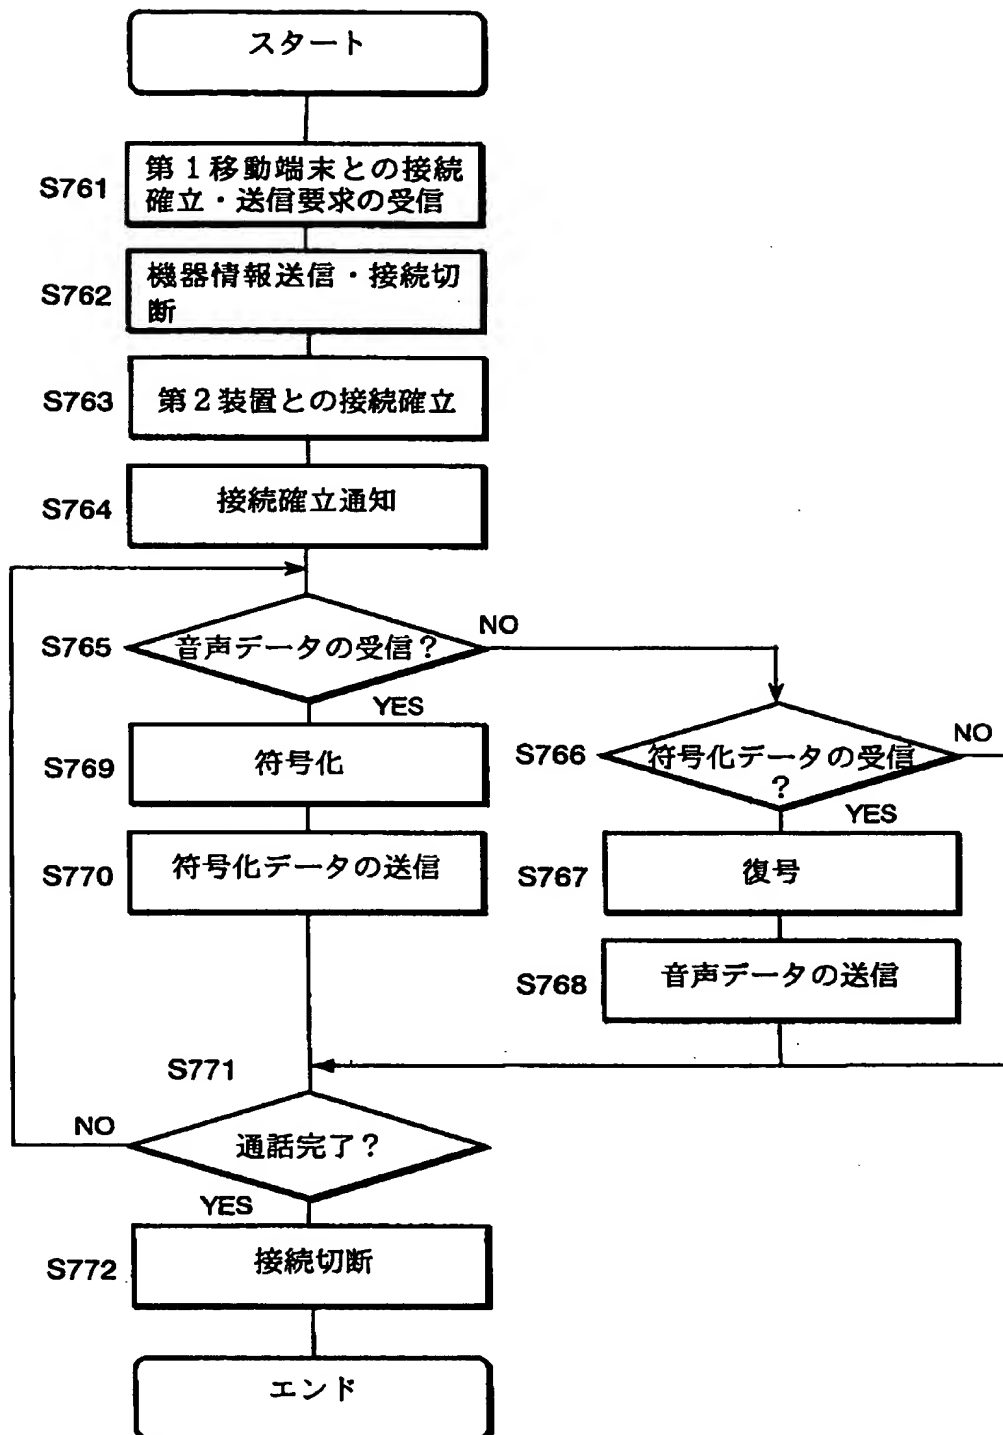 スタート
S761
第1移動端末との接続
確立・送信要求の受信
S762
機器情報送信・接続切
断
S763
第2装置との接続確立
S764
接続確立通知
S765
音声データの受信?
NO
YES
S766
符号化データの受信
?
NO
YES
S769
符号化
S770
符号化データの送信
S767
復号
S768
音声データの送信
S771
通話完了?
NO
YES
S772
接続切断
エンド